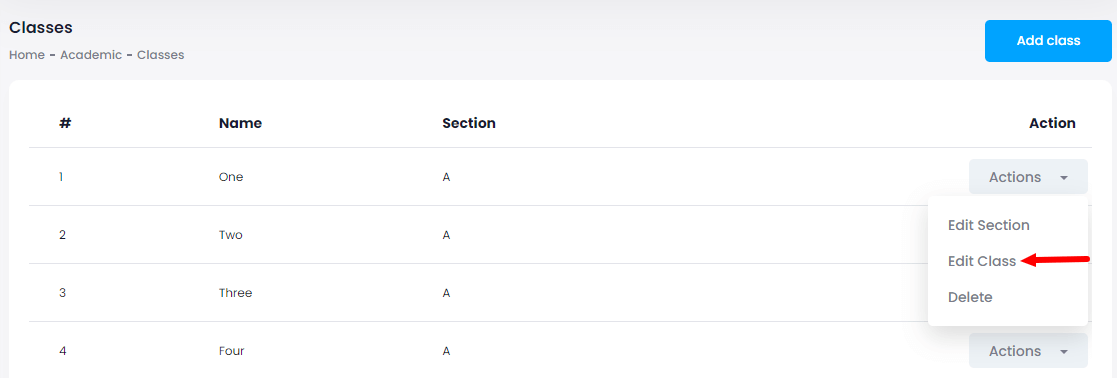 Classes
Add class
Home - Academic - Classes
# Name Section Action
1 One A Actions
2 Two A
Edit Section
Edit Class
3 Three A
Delete
4 Four A Actions